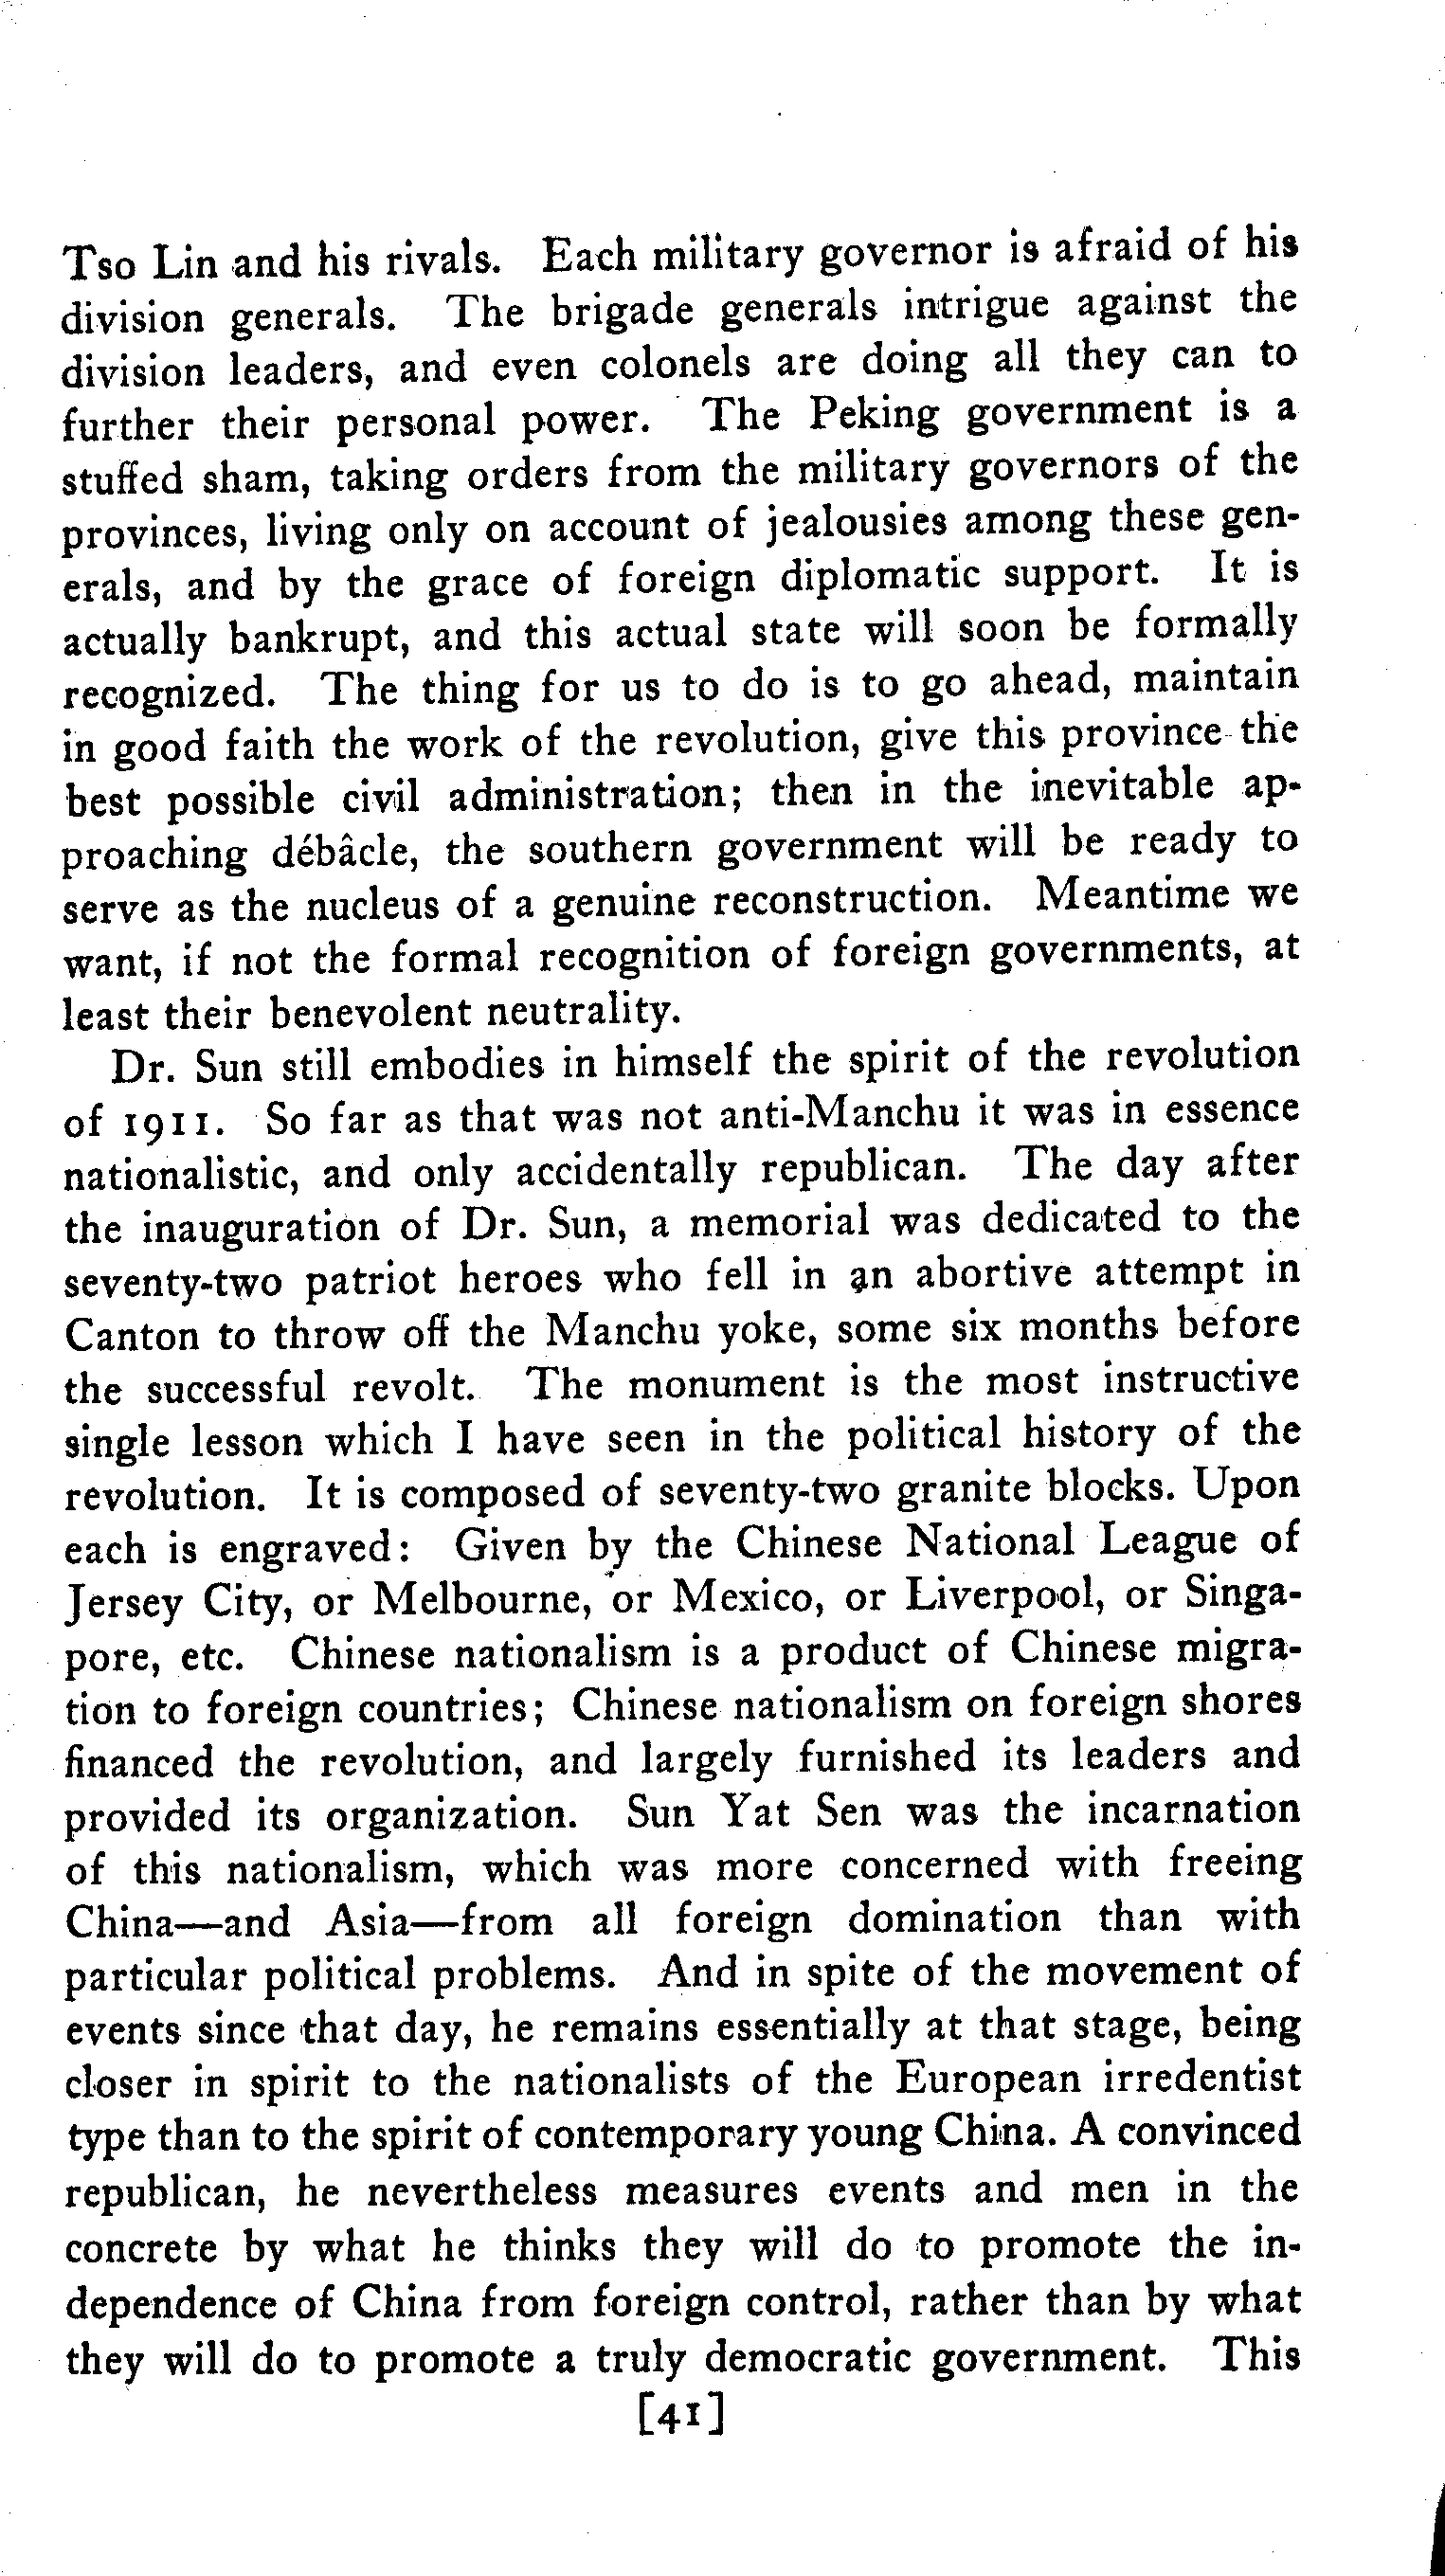 Tso Lin and his rivals. Each military governor is afraid of his
division generals. The brigade generals intrigue against the
division leaders, and even colonels are doing all they can to
further their personal power. The Peking government is a
stuffed sham, taking orders from the military governors of the
provinces, living only on account of jealousies among these gen-
erals, and by the grace of foreign diplomatic support. It is
actually bankrupt, and this actual state will soon be formally
recognized. The thing for us to do is to go ahead, maintain
in good faith the work of the revolution, give this province the
best possible civil administration; then in the inevitable ap-
proaching débâcle, the southern government will be ready to
serve as the nucleus of a genuine reconstruction. Meantime we
want, if not the formal recognition of foreign governments, at
least their benevolent neutrality.
Dr. Sun still embodies in himself the spirit of the revolution
of 1911. So far as that was not anti-Manchu it was in essence
nationalistic, and only accidentally republican. The day after
the inauguration of Dr. Sun, a memorial was dedicated to the
seventy-two patriot heroes who fell in an abortive attempt in
Canton to throw off the Manchu yoke, some six months before
the successful revolt. The monument is the most instructive
single lesson which I have seen in the political history of the
revolution. It is composed of seventy-two granite blocks. Upon
each is engraved: Given by the Chinese National League of
Jersey City, or Melbourne, or Mexico, or Liverpool, or Singa-
pore, etc. Chinese nationalism is a product of Chinese migra-
tion to foreign countries; Chinese nationalism on foreign shores
financed the revolution, and largely furnished its leaders and
provided its organization. Sun Yat Sen was the incarnation
of this nationalism, which was more concerned with freeing
China—and Asia—from all foreign domination than with
particular political problems. And in spite of the movement of
events since that day, he remains essentially at that stage, being
closer in spirit to the nationalists of the European irredentist
type than to the spirit of contemporary young China. A convinced
republican, he nevertheless measures events and men in the
concrete by what he thinks they will do to promote the in-
dependence of China from foreign control, rather than by what
they will do to promote a truly democratic government. This
[41]